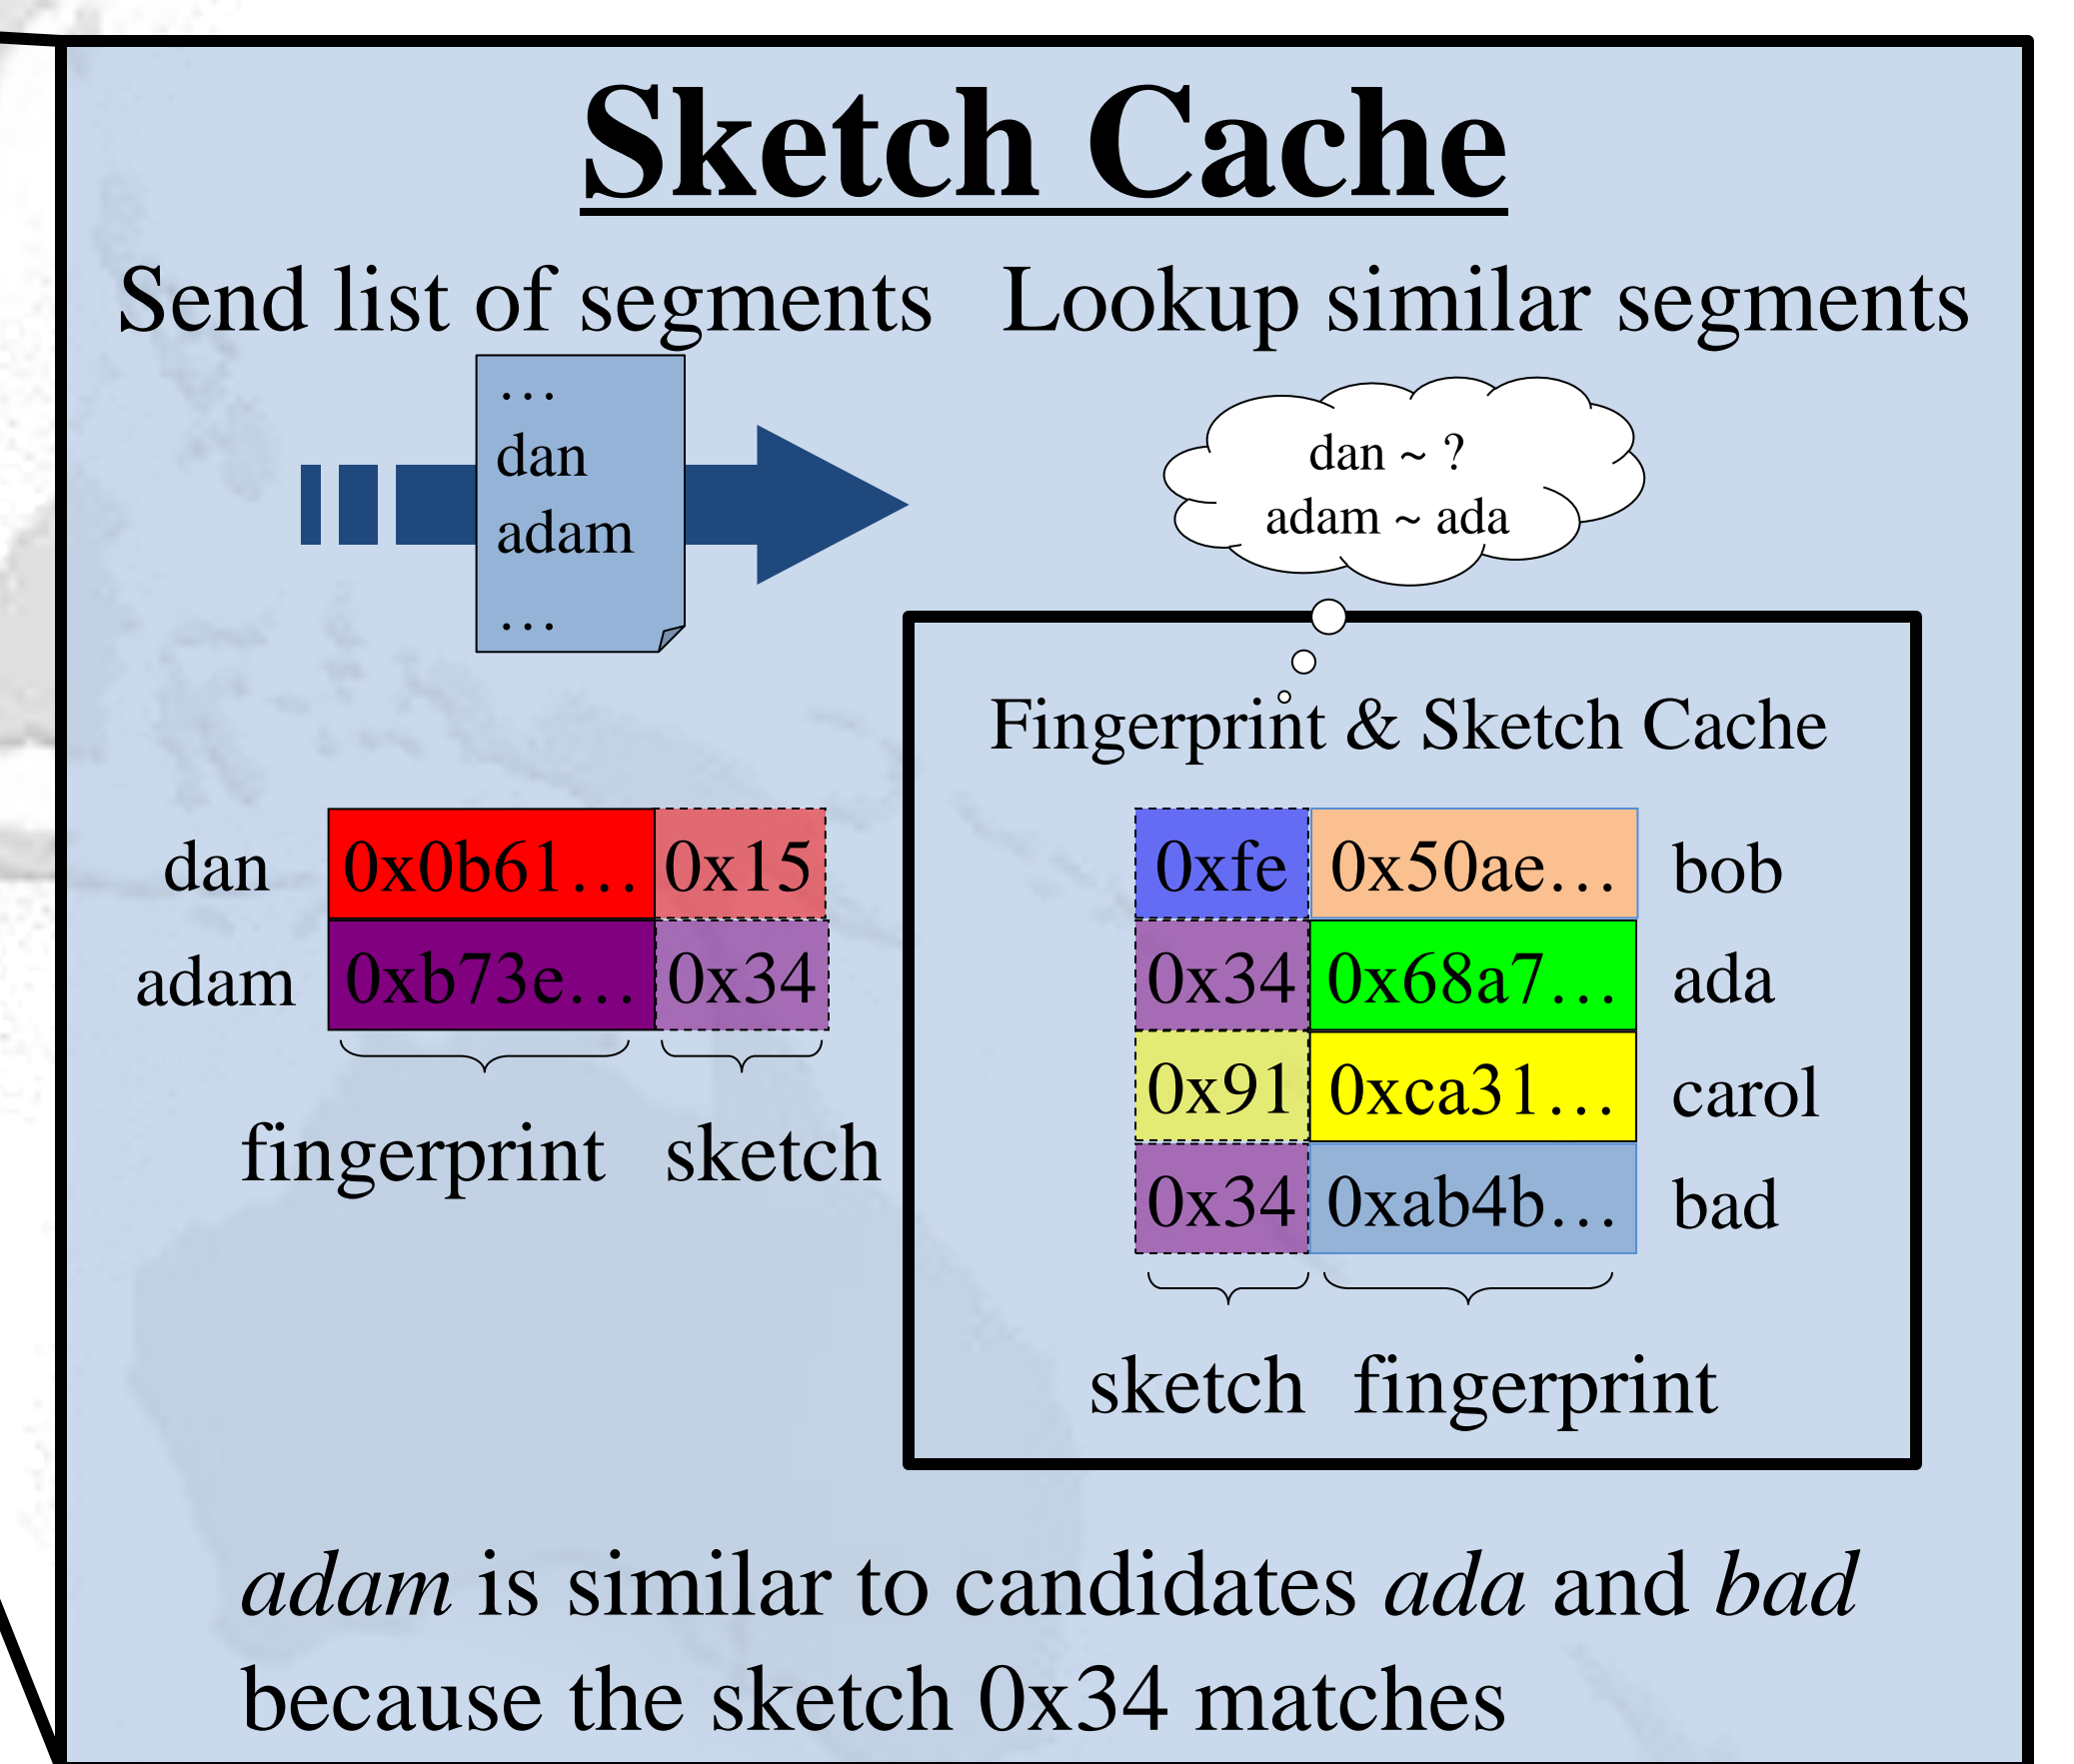 Sketch Cache
Send list of segments
Lookup similar segments
…
dan
adam
…
dan ~ ?
adam ~ ada
Fingerprint & Sketch Cache
dan 0x0b61… 0x15
adam 0xb73e… 0x34
fingerprint sketch
0xfe 0x50ae… bob
0x34 0x68a7… ada
0x91 0xca31… carol
0x34 0xab4b… bad
sketch fingerprint
adam is similar to candidates ada and bad
because the sketch 0x34 matches